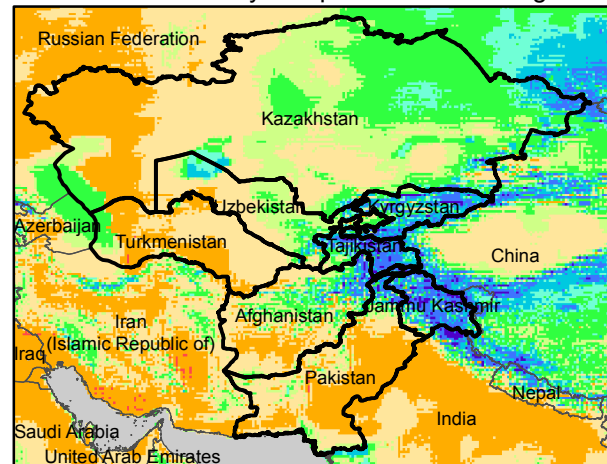 Russian Federation
Kazakhstan
Uzbekistan
Kyrgyzstan
Azerbaijan
Turkmenistan
Tajikistan
China
Iran
(Islamic Republic of)
Afghanistan
Jammu Kashmir
Iraq
Pakistan
Nepal
India
Saudi Arabia
United Arab Emirates